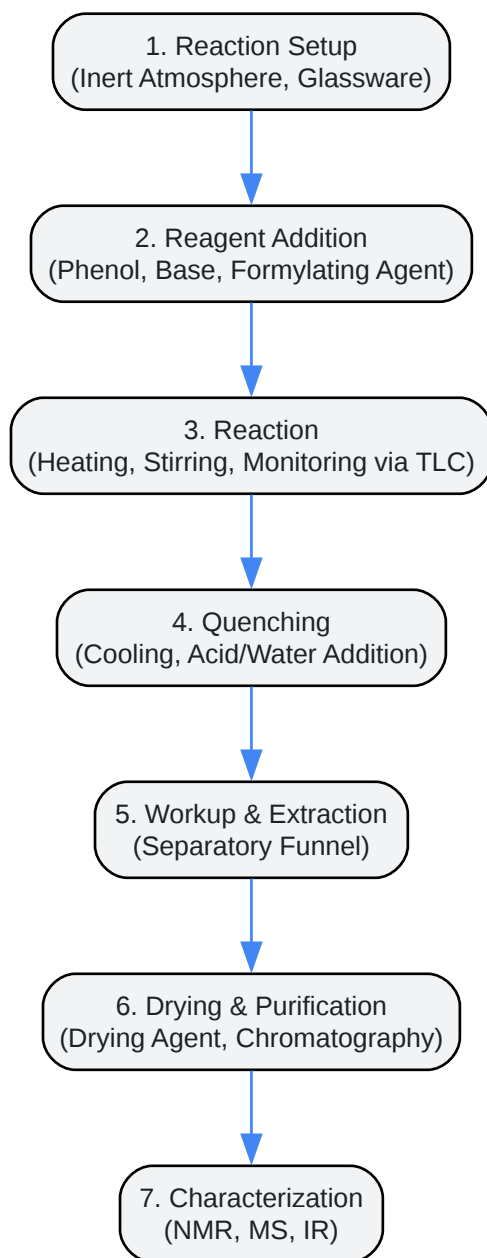 1. Reaction Setup
(Inert Atmosphere, Glassware)
2. Reagent Addition
(Phenol, Base, Formylating Agent)
3. Reaction
(Heating, Stirring, Monitoring via TLC)
4. Quenching
(Cooling, Acid/Water Addition)
5. Workup & Extraction
(Separatory Funnel)
6. Drying & Purification
(Drying Agent, Chromatography)
7. Characterization
(NMR, MS, IR)